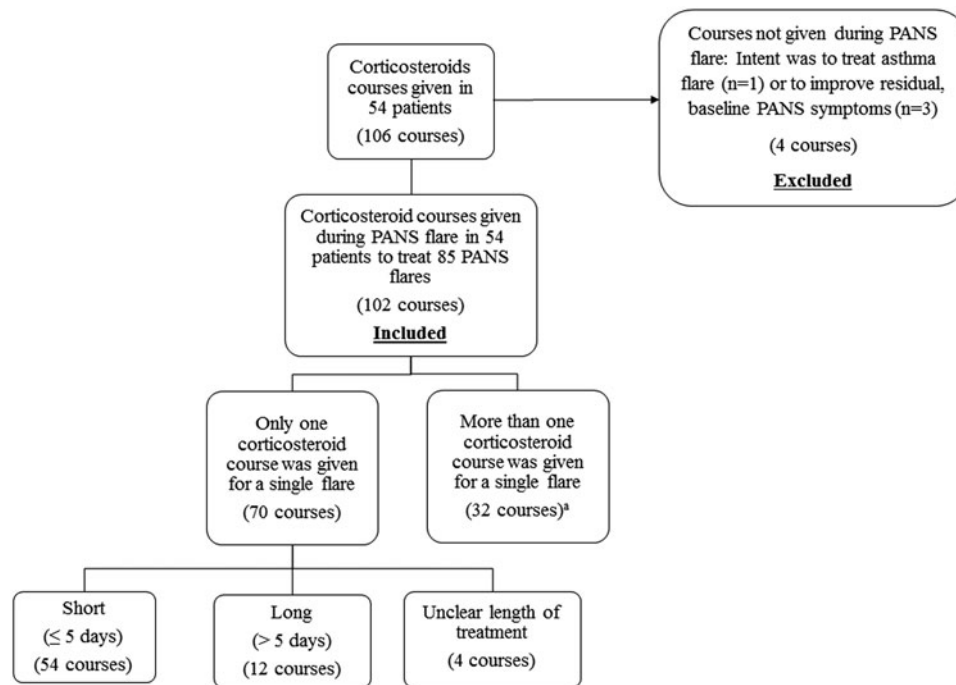 Corticosteroids
courses given in
54 patients
(106 courses)
Courses not given during PANS
flare: Intent was to treat asthma
flare (n=1) or to improve residual,
baseline PANS symptoms (n=3)
(4 courses)
Excluded
Corticosteroid courses given
during PANS flare in 54
patients to treat 85 PANS
flares
(102 courses)
Included
Only one
corticosteroid
course was given
for a single flare
(70 courses)
More than one
corticosteroid
course was given
for a single flare
(32 courses)ᵃ
Short
(≤ 5 days)
(54 courses)
Long
(> 5 days)
(12 courses)
Unclear length of
treatment
(4 courses)